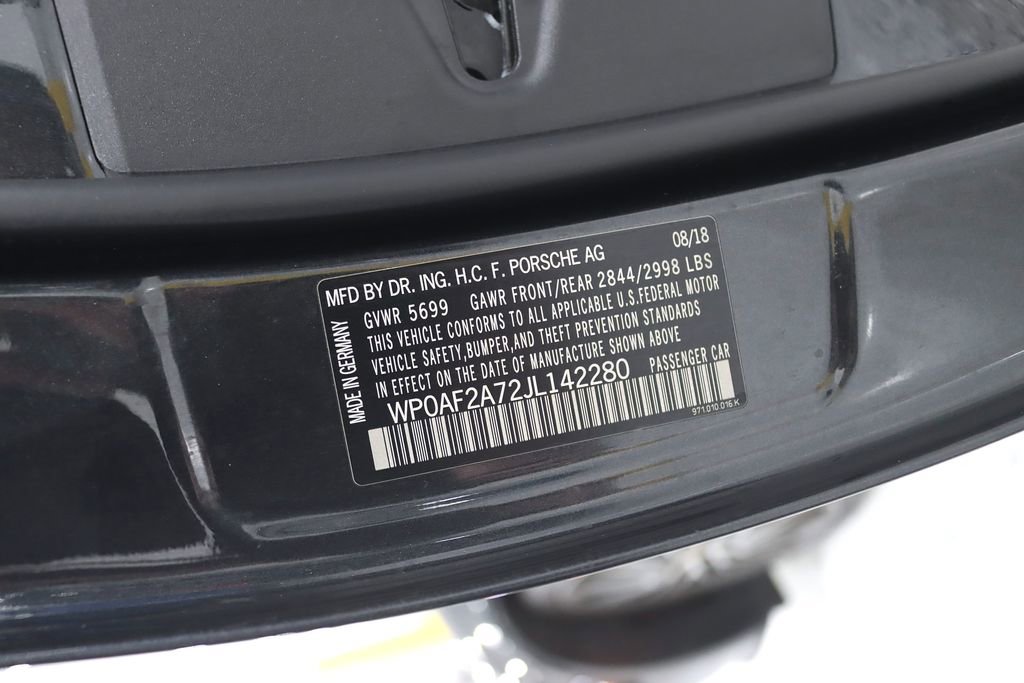 MFD BY DR. ING. H.C. F. PORSCHE AG 08/18
GVWR 5699 GAWR FRONT/REAR 2844/2998 LBS
THIS VEHICLE CONFORMS TO ALL APPLICABLE U.S.FEDERAL MOTOR
VEHICLE SAFETY,BUMPER,AND THEFT PREVENTION STANDARDS
IN EFFECT ON THE DATE OF MANUFACTURE SHOWN ABOVE
WP0AF2A72JL142280 PASSENGER CAR
971.010.016.K
MADE IN GERMANY